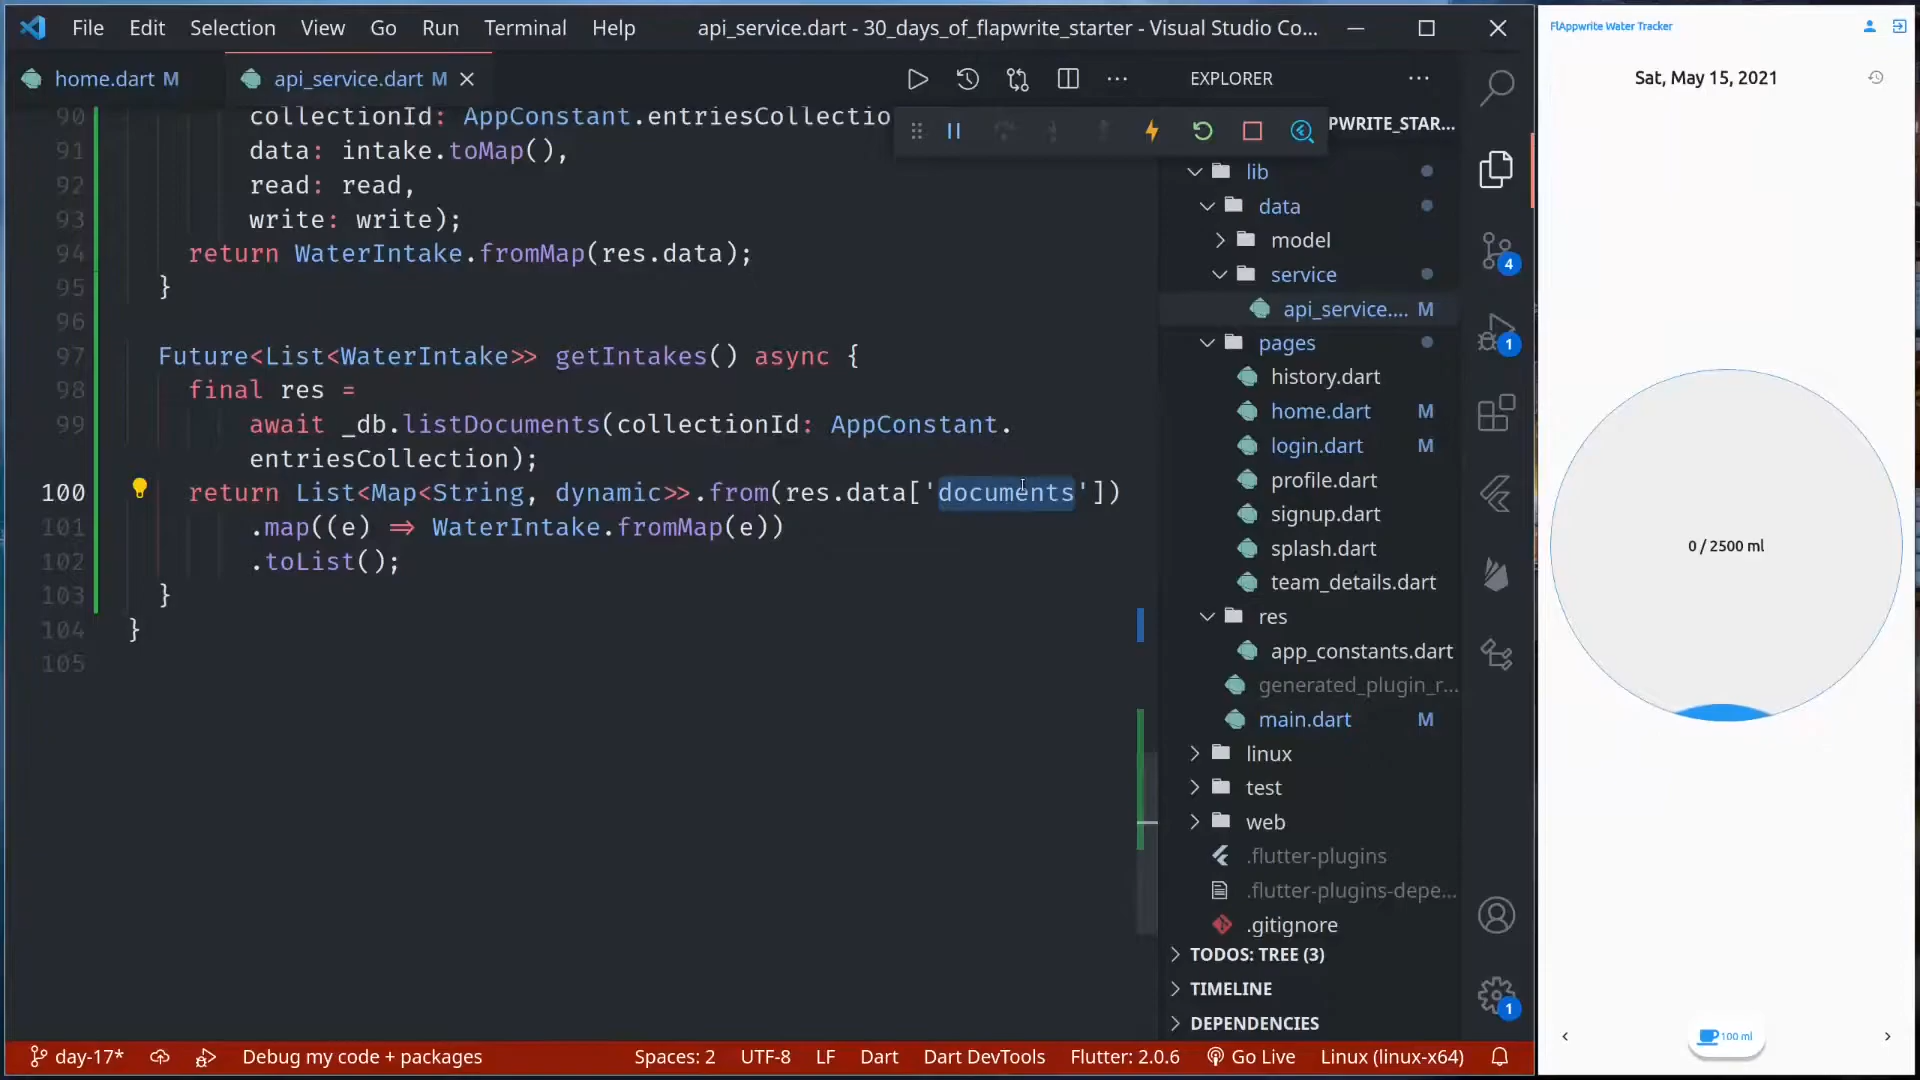 File Edit Selection View Go Run Terminal Help
api_service.dart - 30_days_of_flapwrite_starter - Visual Studio Co...
home.dart M
api_service.dart M
90 collectionId: AppConstant.entriesCollectio
91 data: intake.toMap(),
92 read: read,
93 write: write);
94 return WaterIntake.fromMap(res.data);
95 }
96
97 Future<List<WaterIntake>> getIntakes() async {
98 final res =
99 await _db.listDocuments(collectionId: AppConstant.
entriesCollection);
100 return List<Map<String, dynamic>>.from(res.data['documents'])
101 .map((e) => WaterIntake.fromMap(e))
102 .toList();
103 }
104 }
105
EXPLORER
PWRITE_STAR...
lib
data
model
service
api_service.... M
pages
history.dart
home.dart M
login.dart M
profile.dart
signup.dart
splash.dart
team_details.dart
res
app_constants.dart
generated_plugin_r...
main.dart M
linux
test
web
.flutter-plugins
.flutter-plugins-depe...
.gitignore
TODOS: TREE (3)
TIMELINE
DEPENDENCIES
4
1
1
day-17*
Debug my code + packages
Spaces: 2 UTF-8 LF Dart Dart DevTools Flutter: 2.0.6 Go Live Linux (linux-x64)
FlAppwrite Water Tracker
Sat, May 15, 2021
0 / 2500 ml
100 ml